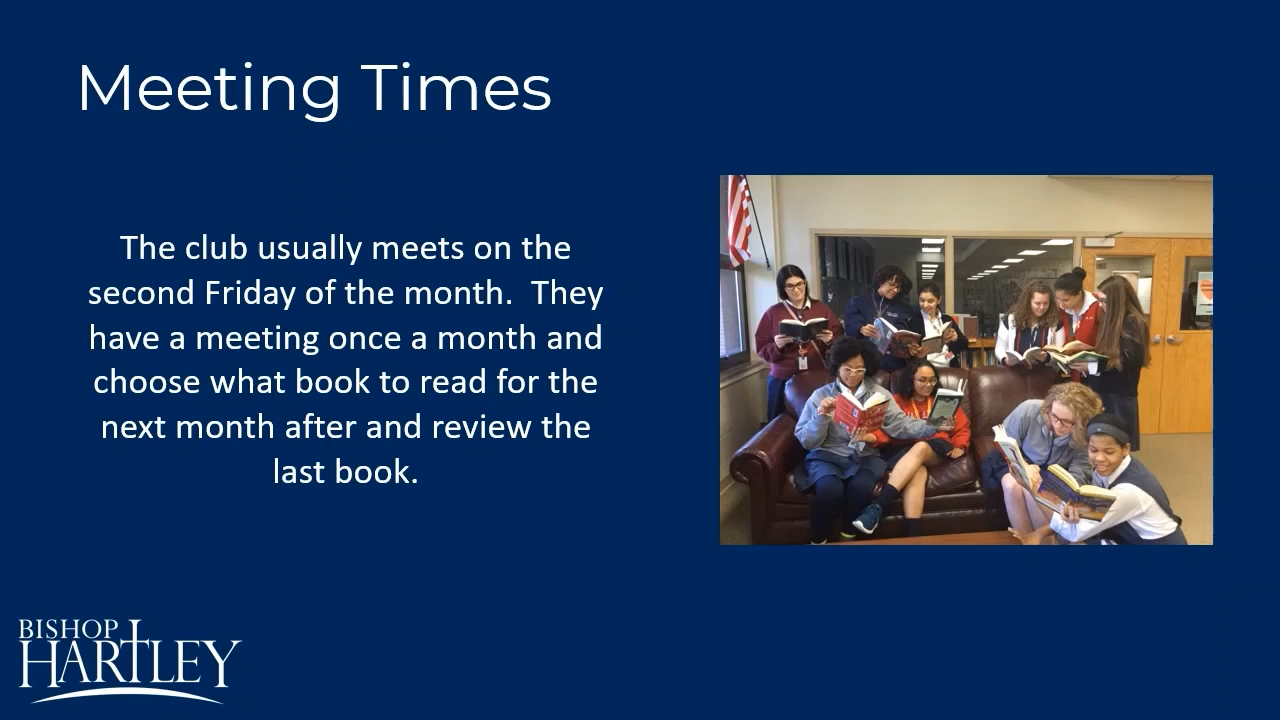 Meeting Times
The club usually meets on the
second Friday of the month.  They
have a meeting once a month and
choose what book to read for the
next month after and review the
last book.
BISHOP
HARTLEY